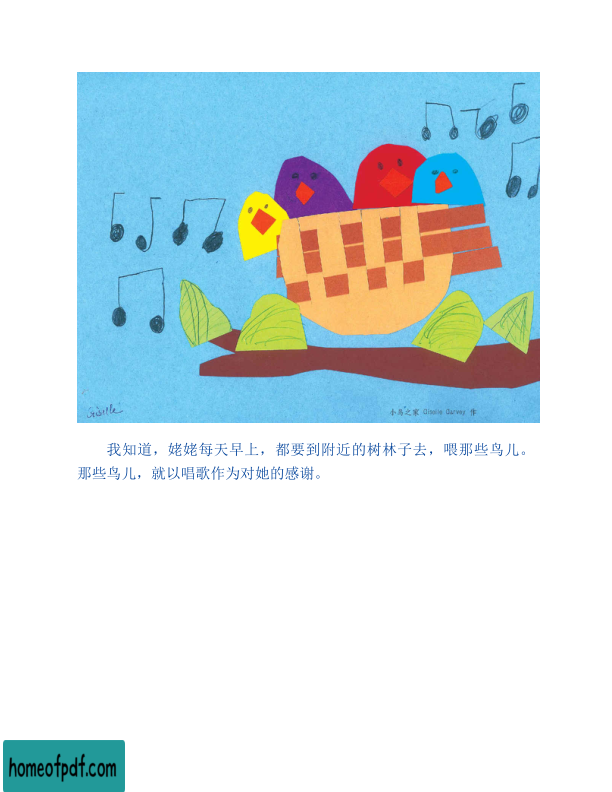 Giselle
小鸟之家 Gisele Garvey 作
我知道，姥姥每天早上，都要到附近的树林子去，喂那些鸟儿。
那些鸟儿，就以唱歌作为对她的感谢。
homeofpdf.com